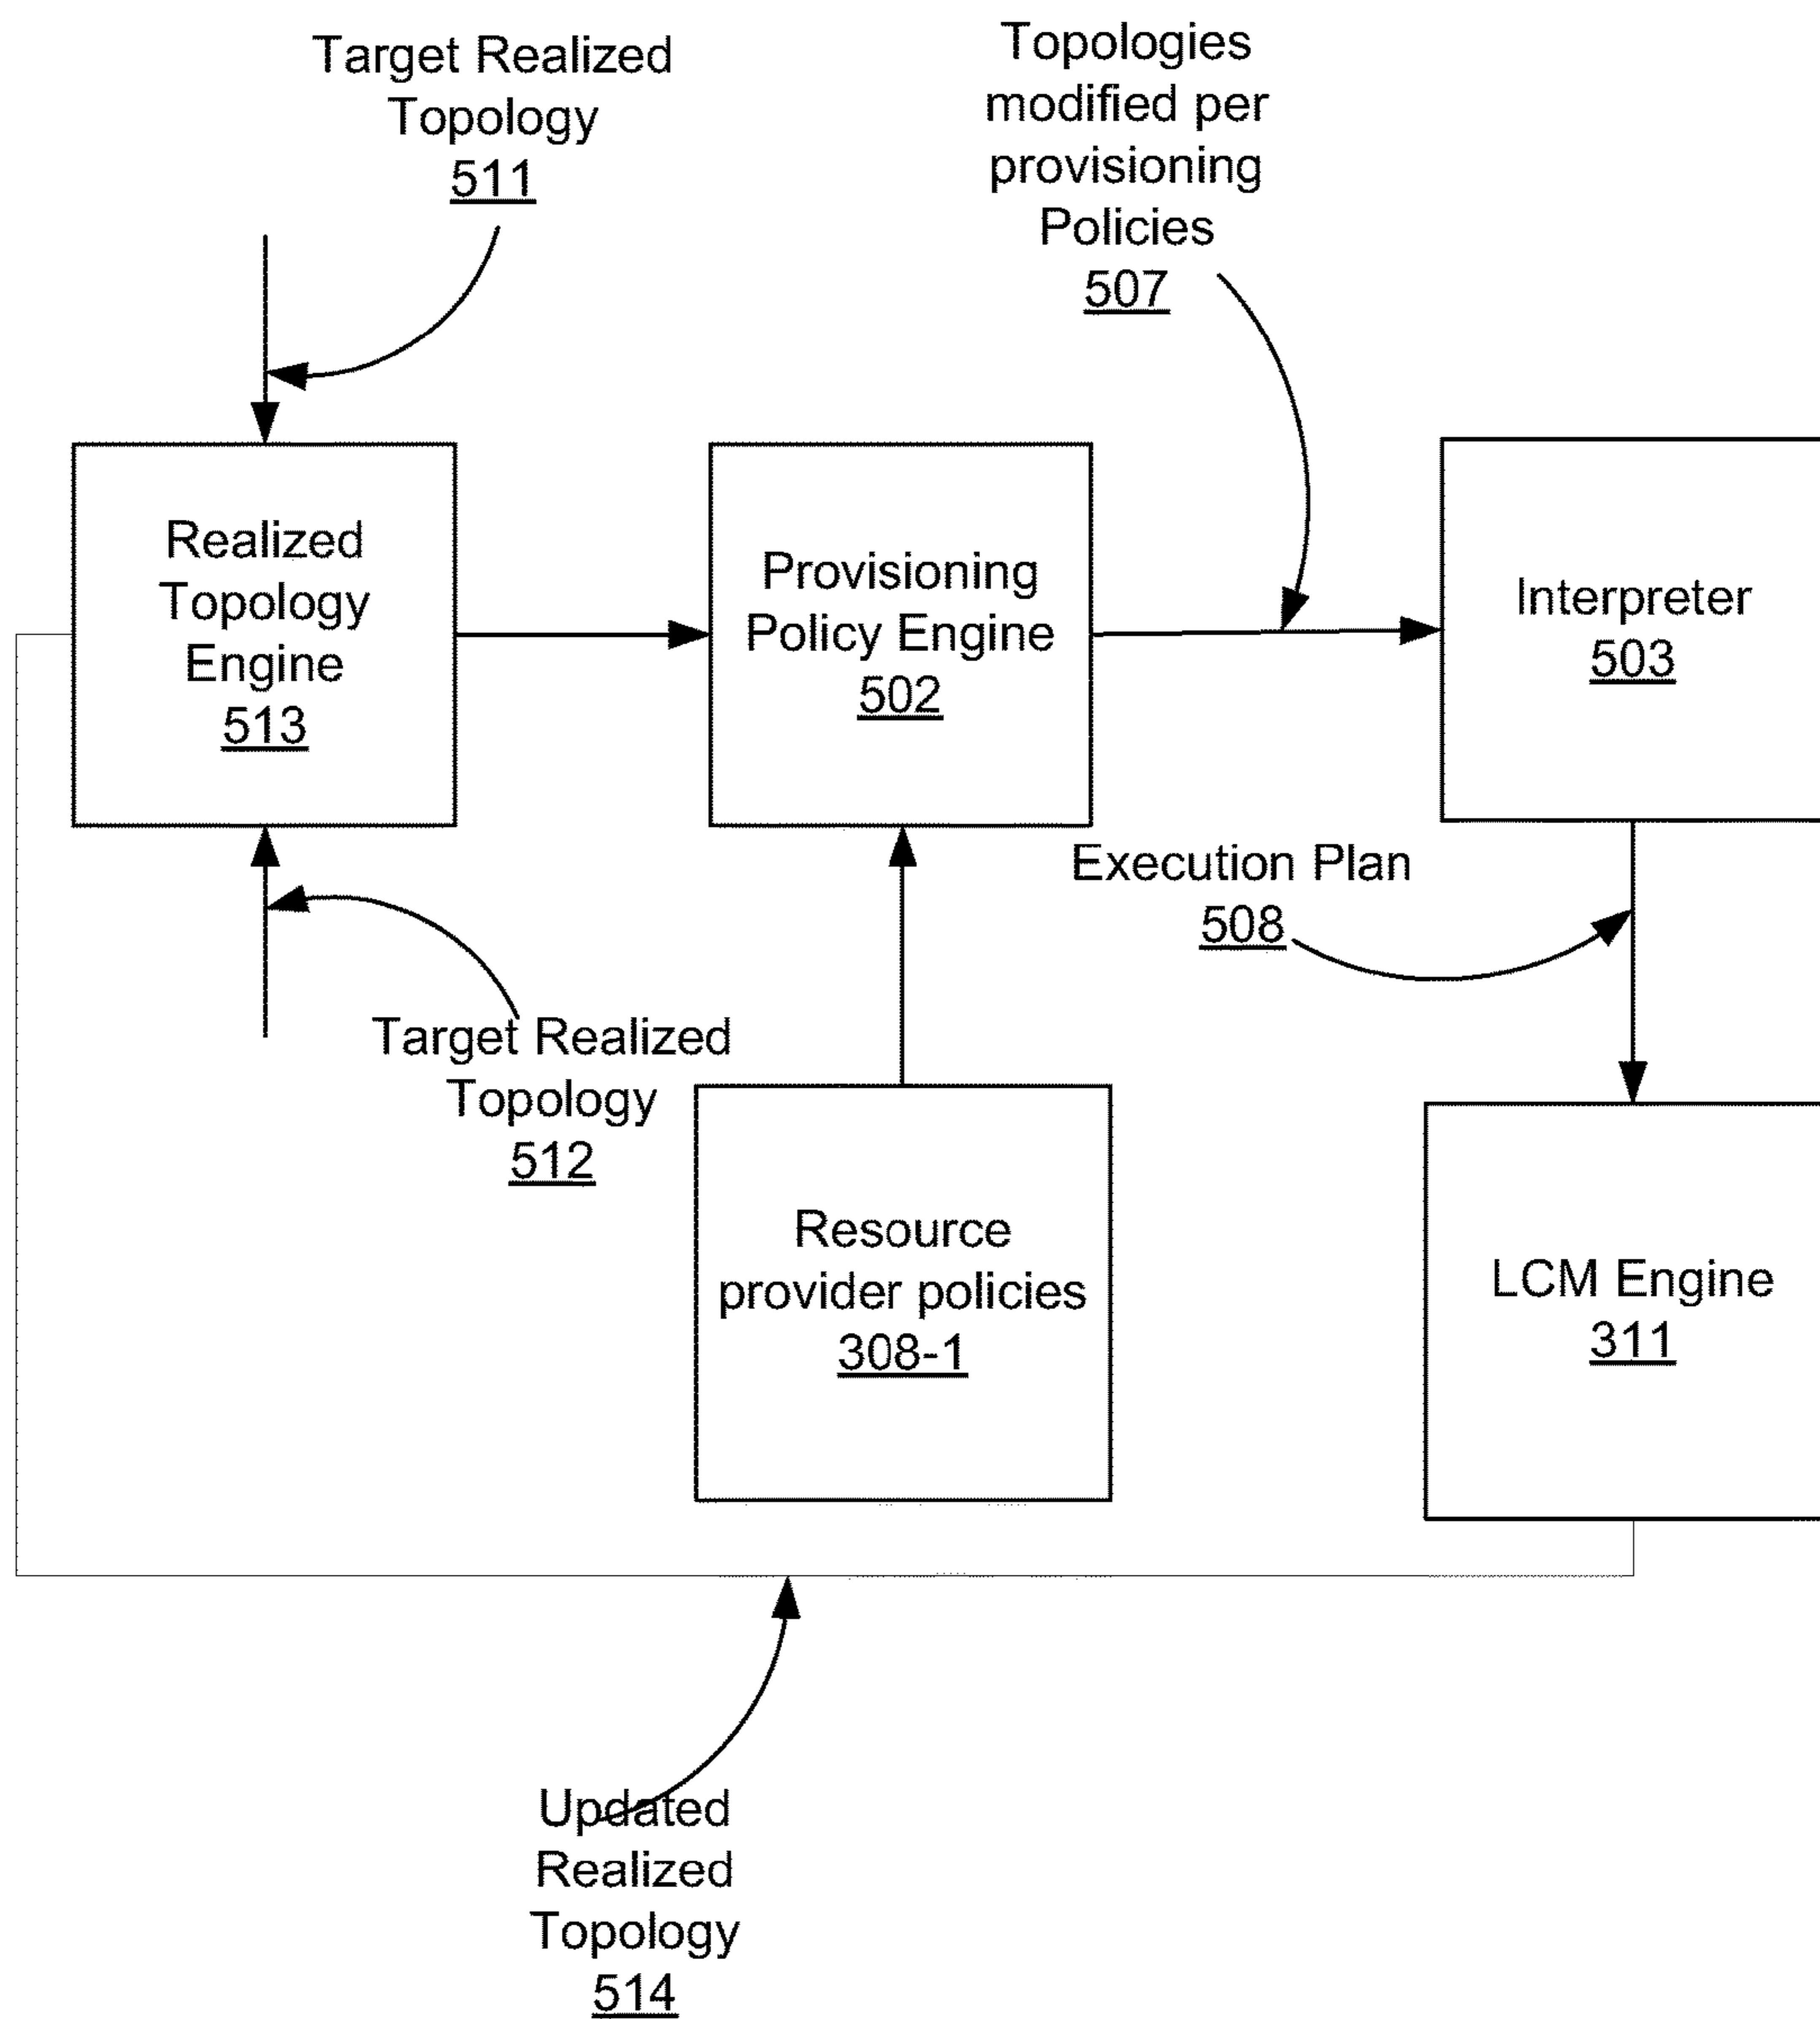 Target Realized
Topology
511
Topologies
modified per
provisioning
Policies
507
Realized
Topology
Engine
513
Provisioning
Policy Engine
502
Interpreter
503
Execution Plan
508
Target Realized
Topology
512
Resource
provider policies
308-1
LCM Engine
311
Updated
Realized
Topology
514